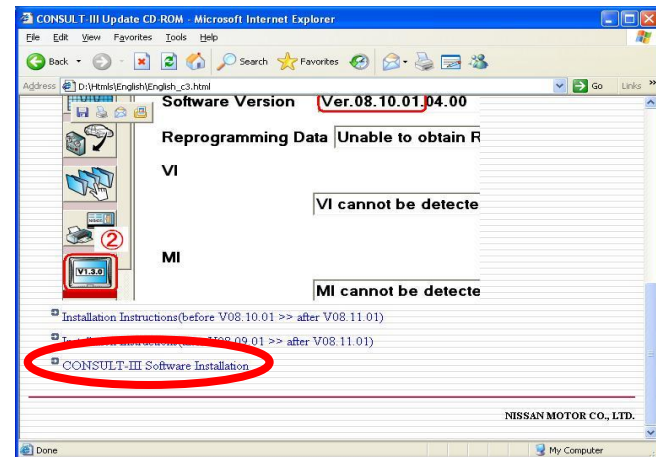 CONSULT-III Update CD-ROM - Microsoft Internet Explorer
File Edit View Favorites Tools Help
Back Search Favorites
Address D:\Htmls\English\English_c3.html Go Links »
Software Version Ver.08.10.01.04.00
Reprogramming Data Unable to obtain R
VI
VI cannot be detecte
②
MI
V1.3.0
MI cannot be detecte
Installation Instructions(before V08.10.01 >> after V08.11.01)
09.01 >> after V08.11.01)
CONSULT-III Software Installation
NISSAN MOTOR CO., LTD.
Done My Computer